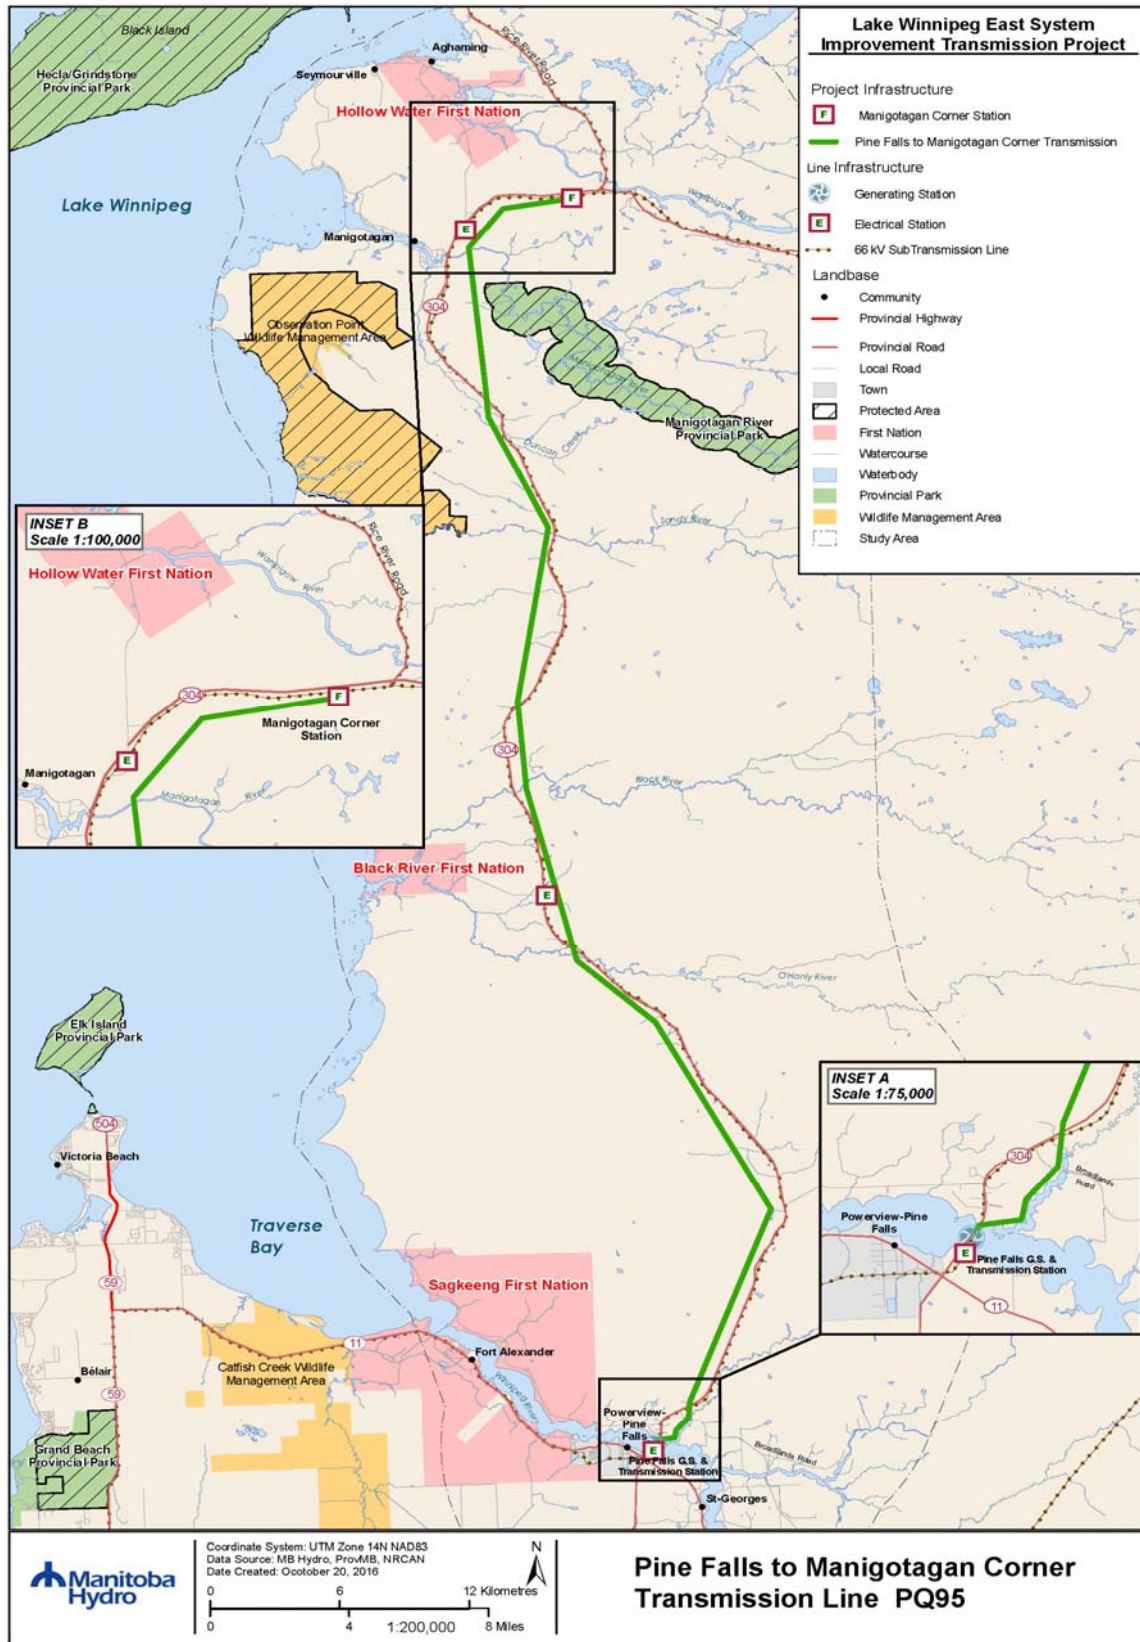 Lake Winnipeg East System
Improvement Transmission Project
Project Infrastructure
F
Manigotagan Corner Station
Pine Falls to Manigotagan Corner Transmission
Line Infrastructure
Generating Station
E
Electrical Station
66 kV SubTransmission Line
Landbase
Community
Provincial Highway
Provincial Road
Local Road
Town
Protected Area
First Nation
Watercourse
Waterbody
Provincial Park
Wildlife Management Area
Study Area
Black Island
Hecla/Grindstone
Provincial Park
Aghaming
Seymourville
Rice River Road
Hollow Water First Nation
Lake Winnipeg
Wanipigow
River
F
E
Manigotagan
304
Observation Point
Wildlife Management Area
Manigotagan River
Manigotagan River
Provincial Park
Duncan Creek
Sandy River
INSET B
Scale 1:100,000
Hollow Water First Nation
Wanipigow
River
Rice River Road
304
F
Manigotagan Corner
Station
E
Manigotagan
Manigotagan
River
304
Black River
Black River First Nation
E
O'Hanly River
Elk Island
Provincial Park
504
Victoria Beach
Traverse
Bay
59
Sagkeeng First Nation
11
Fort Alexander
Catfish Creek Wildlife
Management Area
Bélair
59
Grand Beach
Provincial Park
Winnipeg River
Powerview-
Pine
Falls
E
Pine Falls G.S. &
Transmission Station
Broadlands Road
St-Georges
INSET A
Scale 1:75,000
304
Broadlands
Road
Powerview-Pine
Falls
E
Pine Falls G.S. &
Transmission Station
11
Manitoba
Hydro
Coordinate System: UTM Zone 14N NAD83
Data Source: MB Hydro, ProvMB, NRCAN
Date Created: Ocotober 20, 2016
N
0 6 12 Kilometres
0 4 8 Miles
1:200,000
Pine Falls to Manigotagan Corner
Transmission Line PQ95